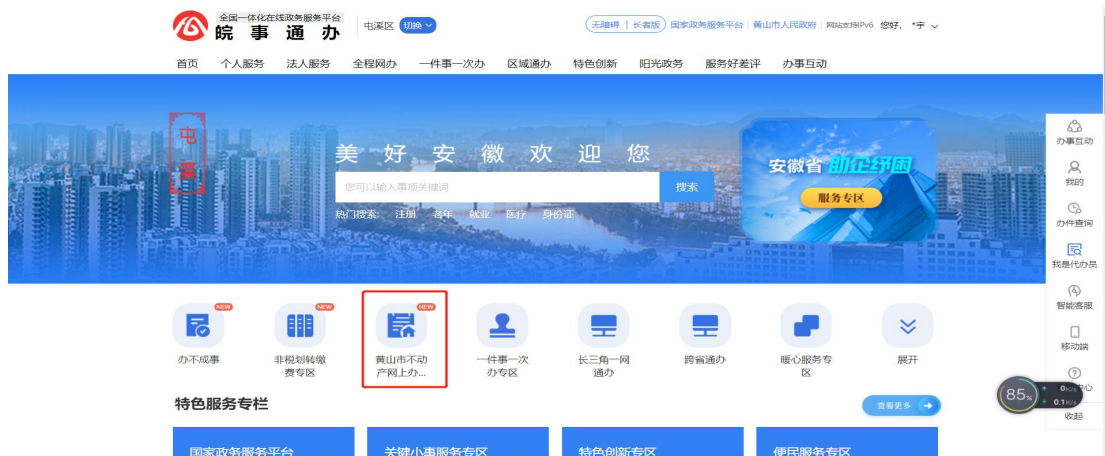 全国一体化在线政务服务平台
皖事通办
屯溪区 切换
无障碍 | 长者版 国家政务服务平台 | 黄山市人民政府 | 网站支持IPv6 您好, *宇
首页 个人服务 法人服务 全程网办 一件事一次办 区域通办 特色创新 阳光政务 服务好差评 办事互动
屯溪
美好安徽欢迎您
您可以输入事项关键词 搜索
热门搜索: 注册 老年 就业 医疗 身份证
安徽省 助企纾困
服务专区
办事互动
我的
办件查询
我是代办员
智能客服
移动端
中心
收起
85%
0K/s
0.1K/s
NEW
NEW
NEW
办不成事
非税划转缴
费专区
黄山市不动
产网上办...
一件事一次
办专区
长三角一网
通办
跨省通办
暖心服务专
区
展开
特色服务专栏
查看更多
国家政务服务平台 关键小事服务专区 特色创新专区 便民服务专区